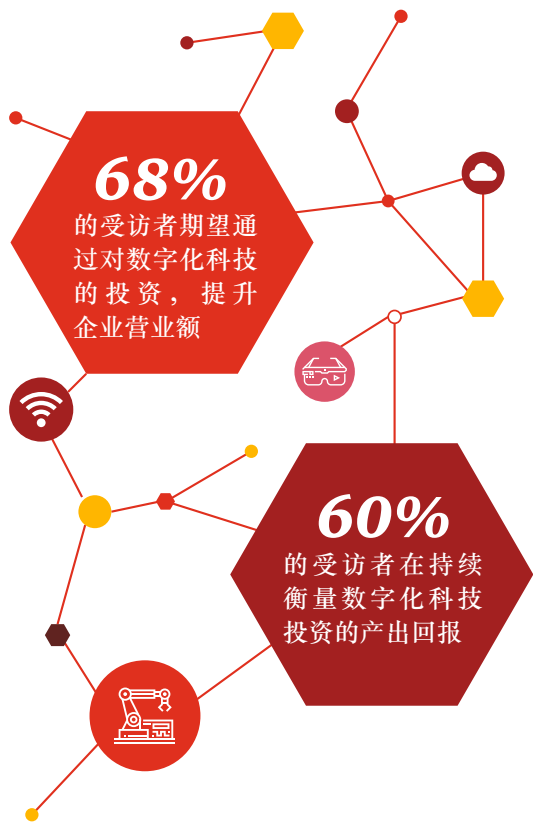 68%
的受访者期望通
过对数字化科技
的投资，提升
企业营业额
60%
的受访者在持续
衡量数字化科技
投资的产出回报